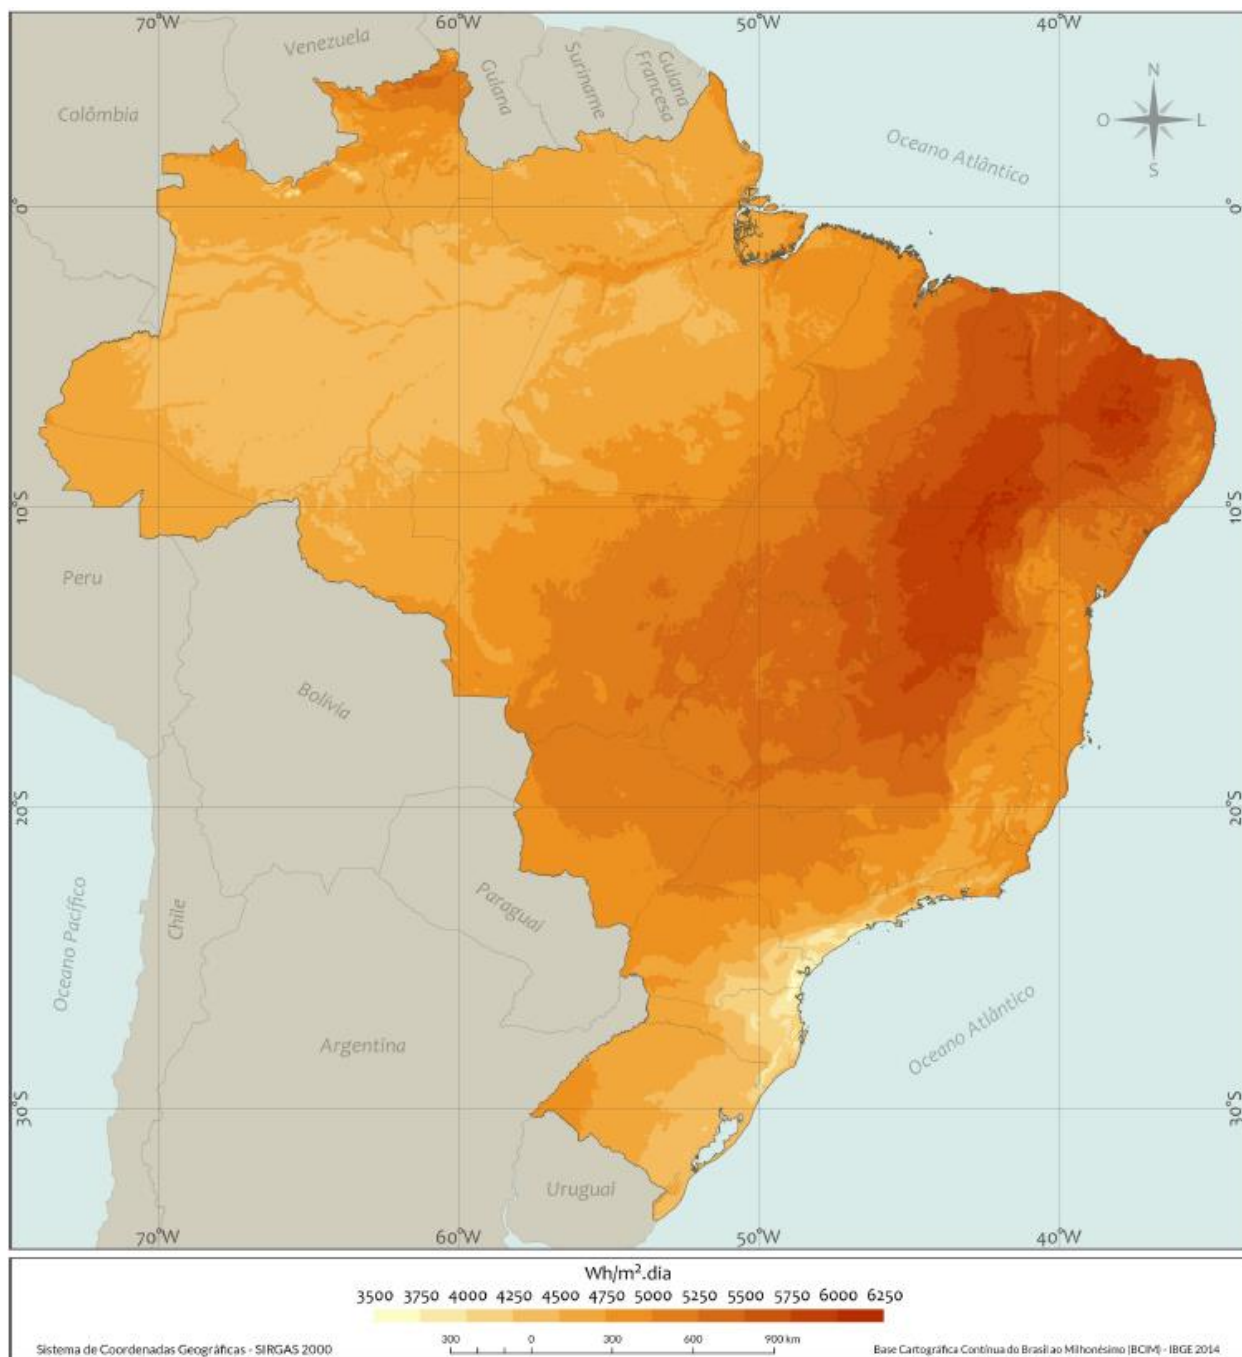 70°W 60°W 50°W 40°W
Venezuela
Guiana
Suriname
Guiana
Francesa
Colômbia
N
O L
S
Oceano Atlântico
0° 0°
10°S 10°S
Peru
Bolívia
20°S 20°S
Oceano Pacífico
Chile
Paraguai
Argentina
Oceano Atlântico
30°S 30°S
Uruguai
70°W 60°W 50°W 40°W
Wh/m².dia
3500 3750 4000 4250 4500 4750 5000 5250 5500 5750 6000 6250
300 0 300 600 900 km
Sistema de Coordenadas Geográficas - SIRGAS 2000
Base Cartográfica Contínua do Brasil ao Milhonésimo (BCIM) - IBGE 2014